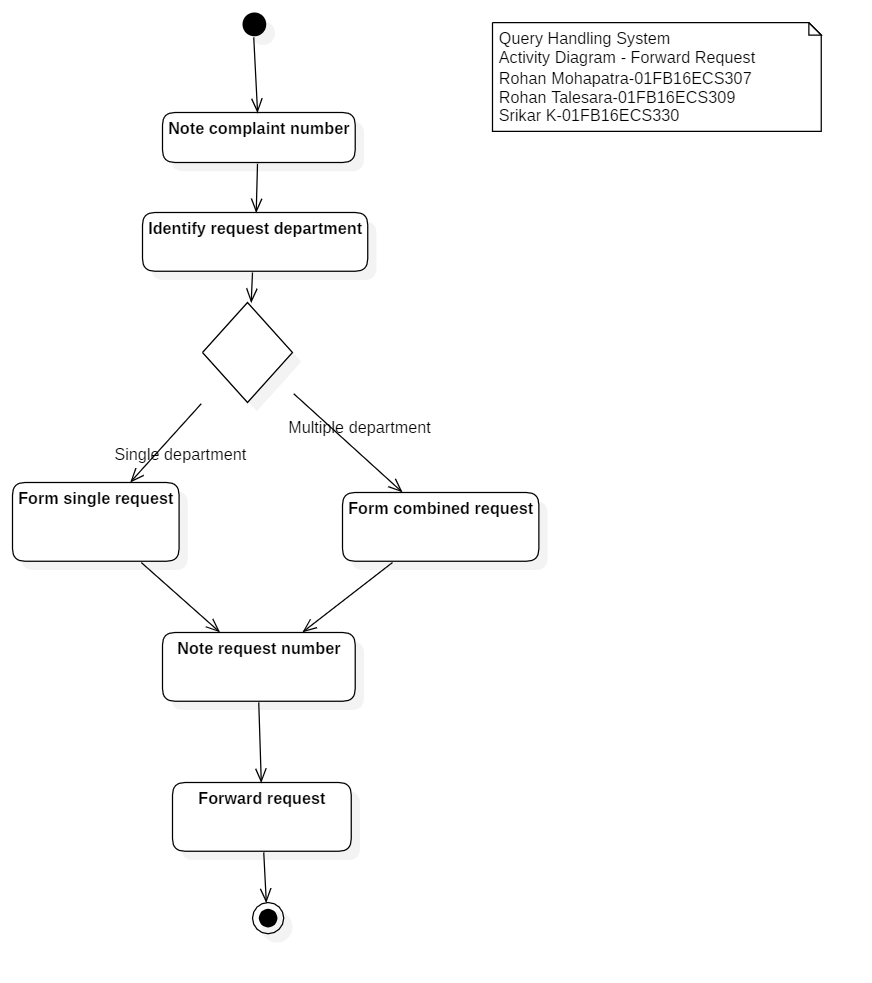 Query Handling System
Activity Diagram - Forward Request
Rohan Mohapatra-01FB16ECS307
Rohan Talesara-01FB16ECS309
Srikar K-01FB16ECS330
Note complaint number
Identify request department
Multiple department
Single department
Form single request
Form combined request
Note request number
Forward request